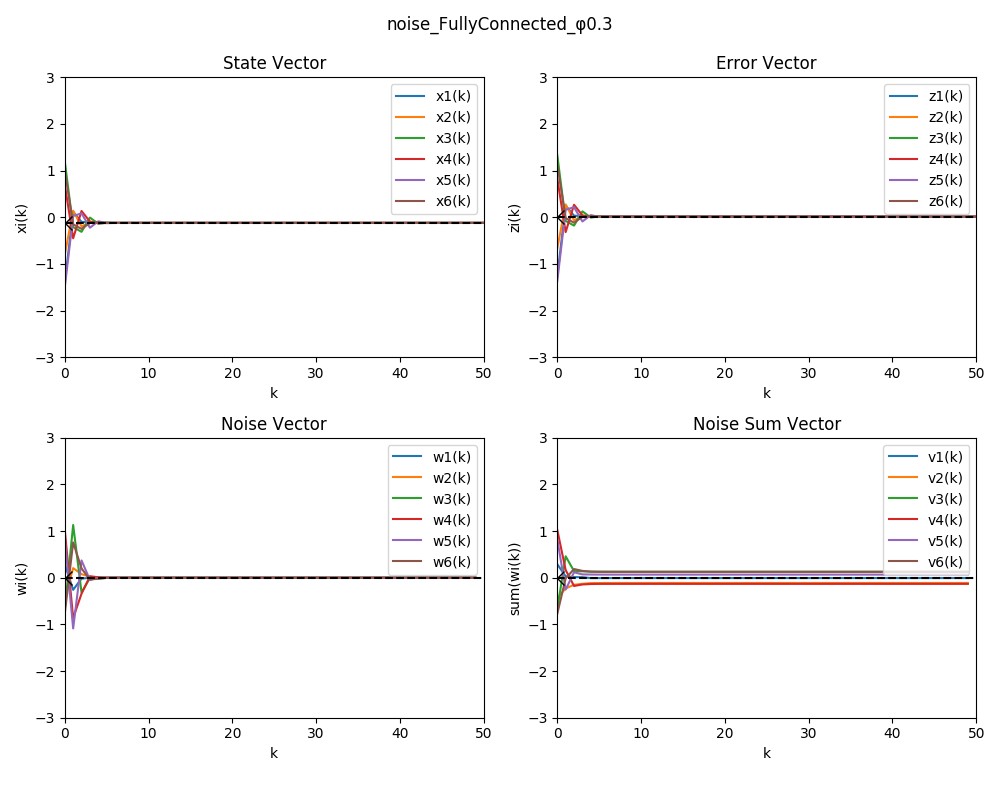 noise_FullyConnected_φ0.3
State Vector
3
2
1
0
−1
−2
−3
xi(k)
x1(k)
x2(k)
x3(k)
x4(k)
x5(k)
x6(k)
0 10 20 30 40 50
k
Error Vector
3
2
1
0
−1
−2
−3
zi(k)
z1(k)
z2(k)
z3(k)
z4(k)
z5(k)
z6(k)
0 10 20 30 40 50
k
Noise Vector
3
2
1
0
−1
−2
−3
wi(k)
w1(k)
w2(k)
w3(k)
w4(k)
w5(k)
w6(k)
0 10 20 30 40 50
k
Noise Sum Vector
3
2
1
0
−1
−2
−3
sum(wi(k))
v1(k)
v2(k)
v3(k)
v4(k)
v5(k)
v6(k)
0 10 20 30 40 50
k